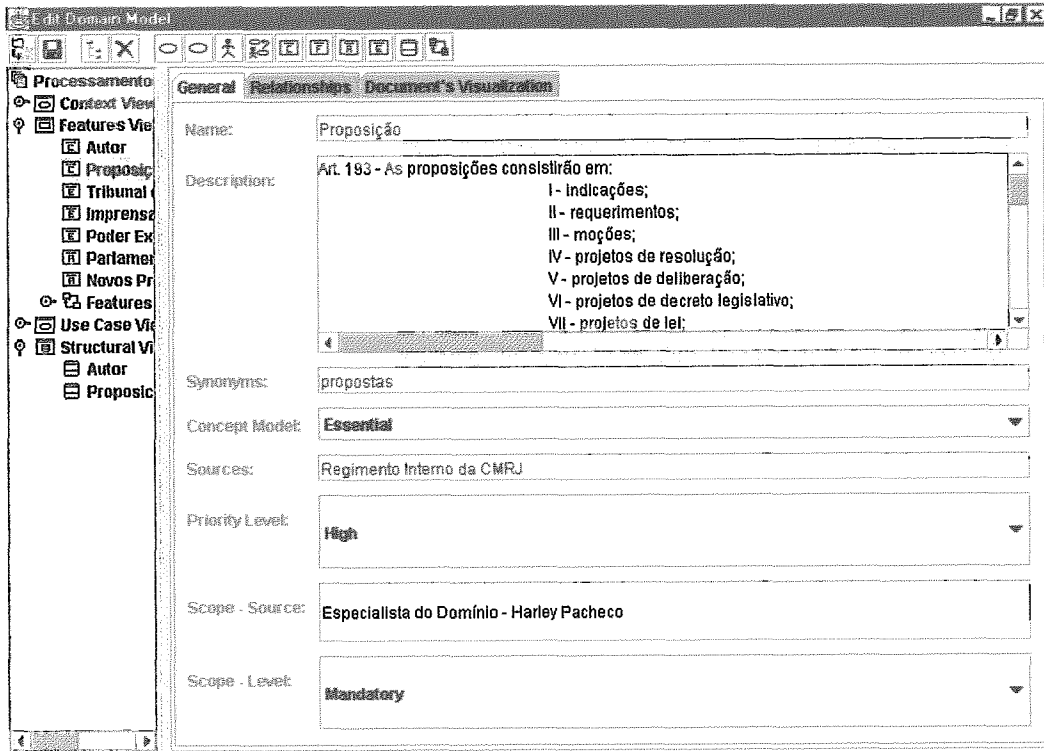 Edit Domain Model
Processamento
Context View
Features Vie
Autor
Proposiç
Tribunal
Imprensa
Poder Ex
Parlamer
Novos Pr
Features
Use Case Vie
Structural Vi
Autor
Proposic
General Relationships Document's Visualization
Name: Proposição
Description: Art. 193 - As proposições consistirão em:
I - indicações;
II - requerimentos;
III - moções;
IV - projetos de resolução;
V - projetos de deliberação;
VI - projetos de decreto legislativo;
VII - projetos de lei;
Synonyms: propostas
Concept Model: Essential
Sources: Regimento Interno da CMRJ
Priority Level: High
Scope - Source: Especialista do Domínio - Harley Pacheco
Scope - Level: Mandatory